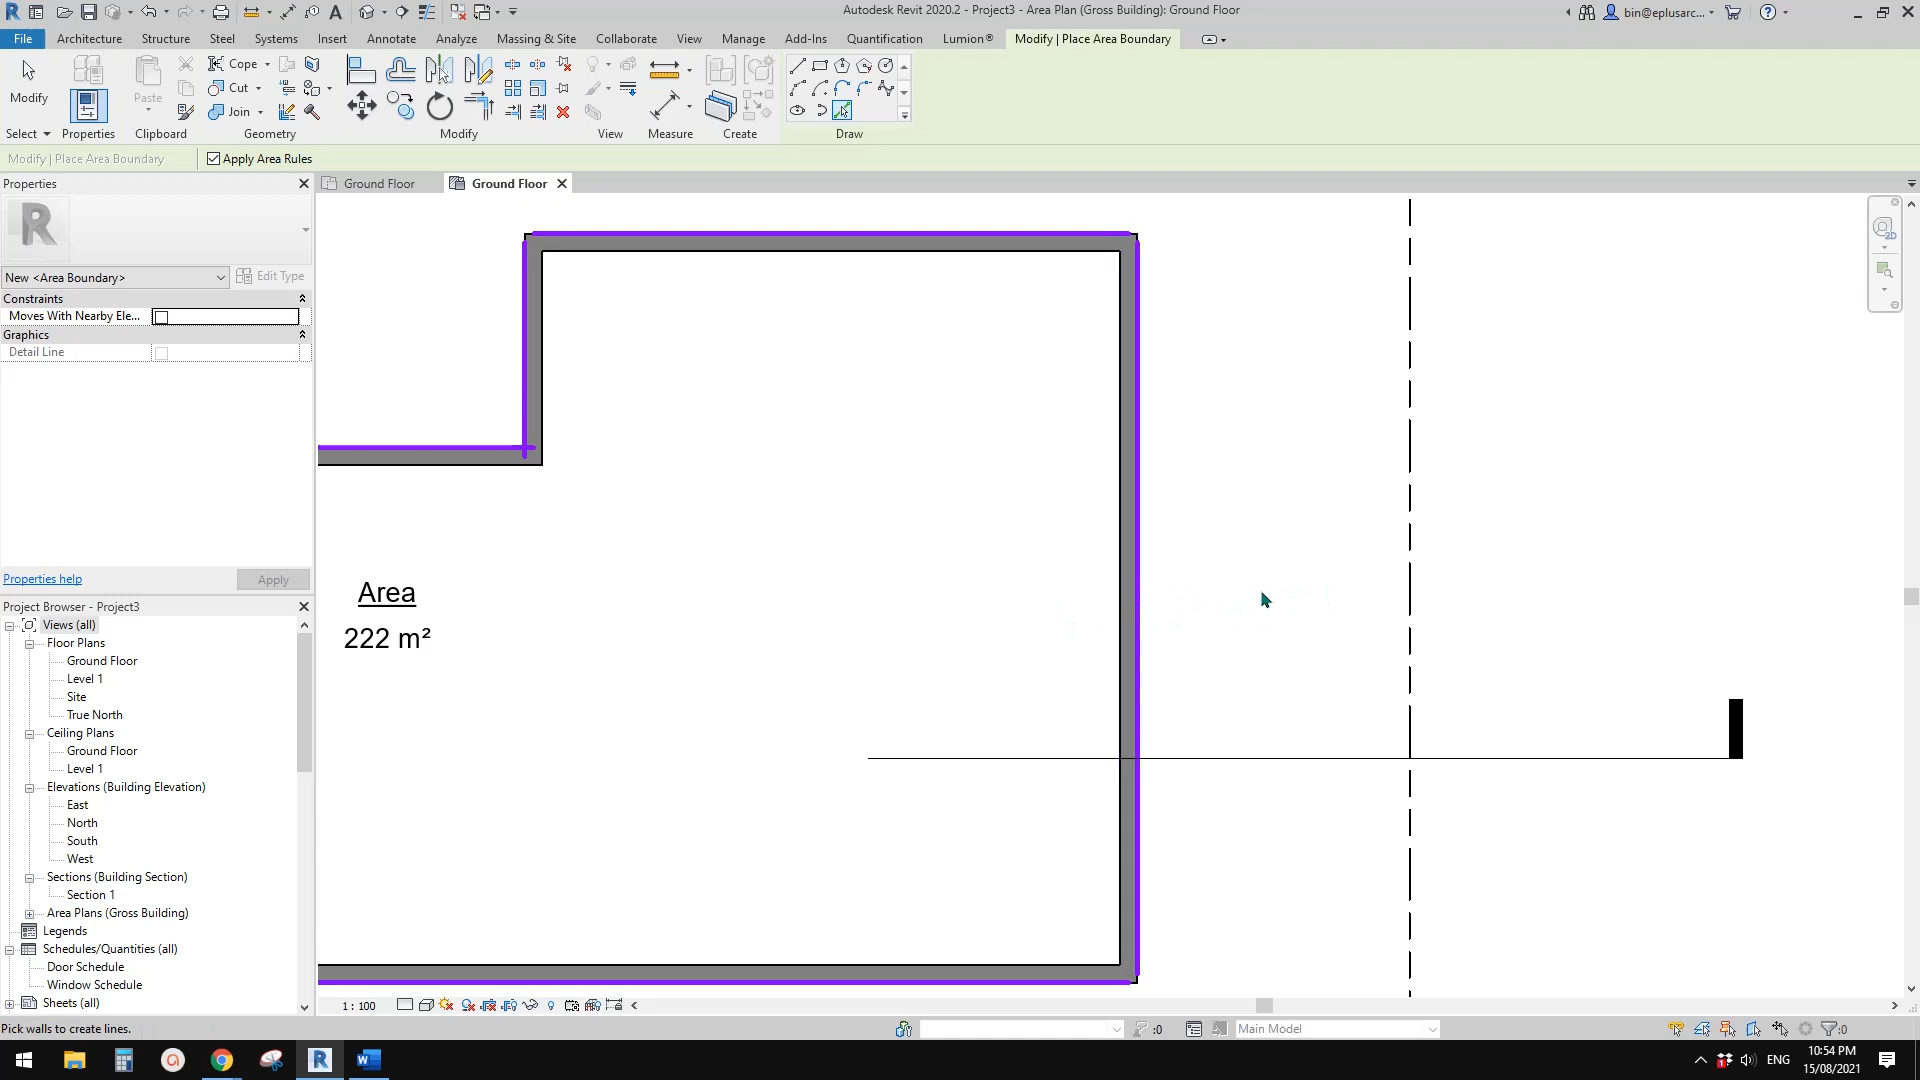 Autodesk Revit 2020.2 - Project3 - Area Plan (Gross Building): Ground Floor
bin@eplusarc...
File Architecture Structure Steel Systems Insert Annotate Analyze Massing & Site Collaborate View Manage Add-Ins Quantification Lumion® Modify | Place Area Boundary
Modify
Paste
Cope
Cut
Join
Select Properties Clipboard Geometry Modify View Measure Create Draw
Modify | Place Area Boundary Apply Area Rules
Properties
Ground Floor Ground Floor
New <Area Boundary> Edit Type
Constraints
Moves With Nearby Ele...
Graphics
Detail Line
Properties help Apply
Project Browser - Project3
Views (all)
Floor Plans
Ground Floor
Level 1
Site
True North
Ceiling Plans
Ground Floor
Level 1
Elevations (Building Elevation)
East
North
South
West
Sections (Building Section)
Section 1
Area Plans (Gross Building)
Legends
Schedules/Quantities (all)
Door Schedule
Window Schedule
Sheets (all)
Area
222 m²
2D
1 : 100
Pick walls to create lines.
:0
Main Model
:0
ENG
10:54 PM
15/08/2021